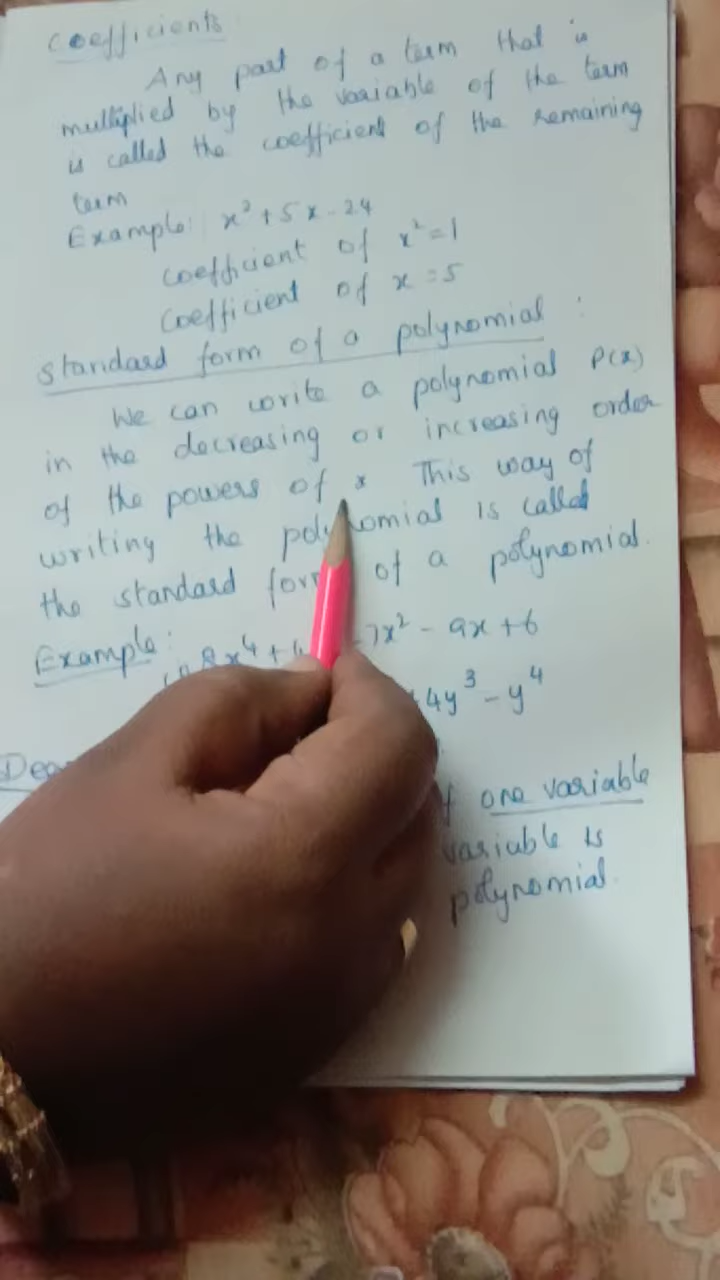 Coefficients
Any part of a term that is
multiplied by the variable of the term
is called the coefficient of the remaining
term
Example: x² + 5x - 24
Coefficient of x² = 1
Coefficient of x = 5
Standard form of a polynomial :
We can write a polynomial P(x)
in the decreasing or increasing order
of the powers of x This way of
writing the polynomial is called
the standard form of a polynomial.
Example:
8x⁴ + 4 - 7x² - 9x + 6
4y³ - y⁴
one variable
variable is
polynomial.